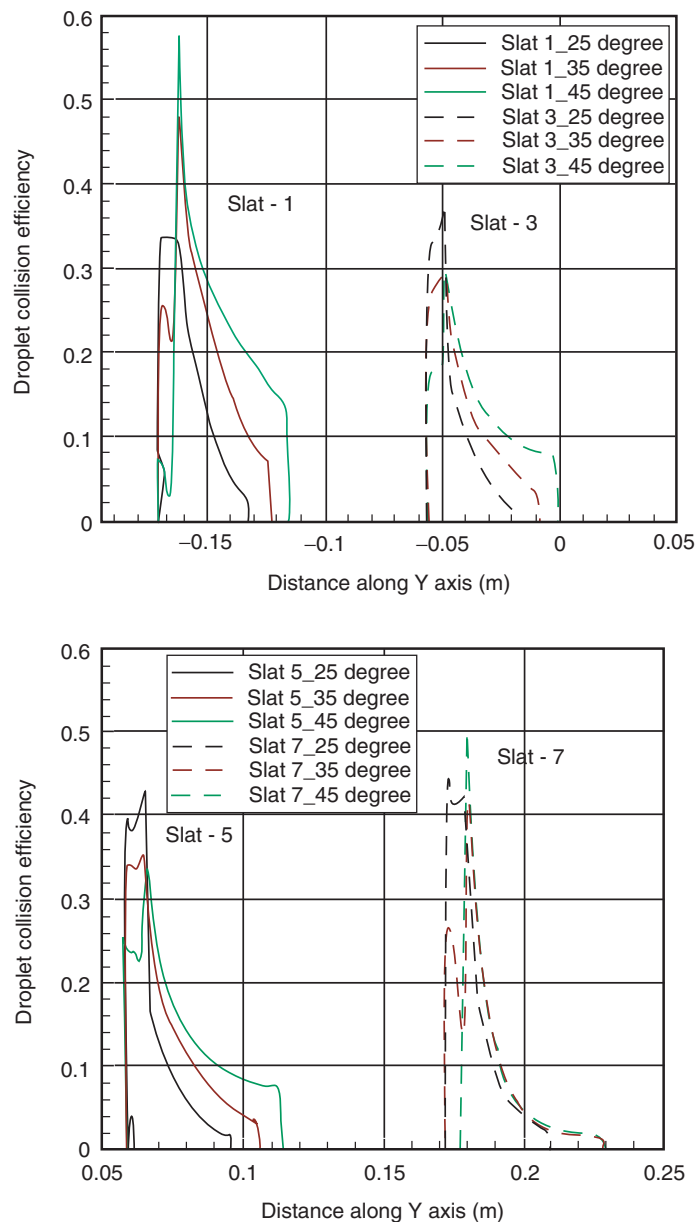 0.6
0.5
0.4
0.3
0.2
0.1
0
Droplet collision efficiency
Slat 1_25 degree
Slat 1_35 degree
Slat 1_45 degree
Slat 3_25 degree
Slat 3_35 degree
Slat 3_45 degree
Slat - 1
Slat - 3
−0.15
−0.1
−0.05
0
0.05
Distance along Y axis (m)
0.6
0.5
0.4
0.3
0.2
0.1
0
Droplet collision efficiency
Slat 5_25 degree
Slat 5_35 degree
Slat 5_45 degree
Slat 7_25 degree
Slat 7_35 degree
Slat 7_45 degree
Slat - 7
Slat - 5
0.05
0.1
0.15
0.2
0.25
Distance along Y axis (m)